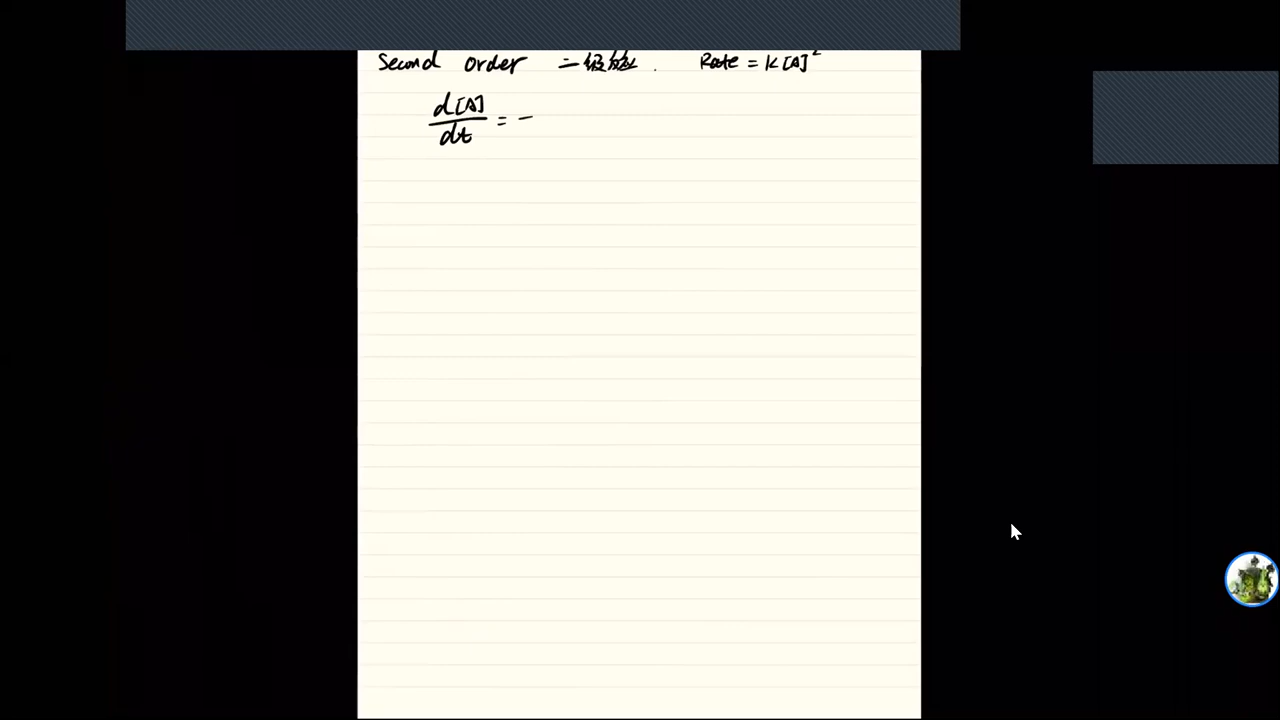 Second order 二级反应. Rate = k[A]²
d[A]/dt = -